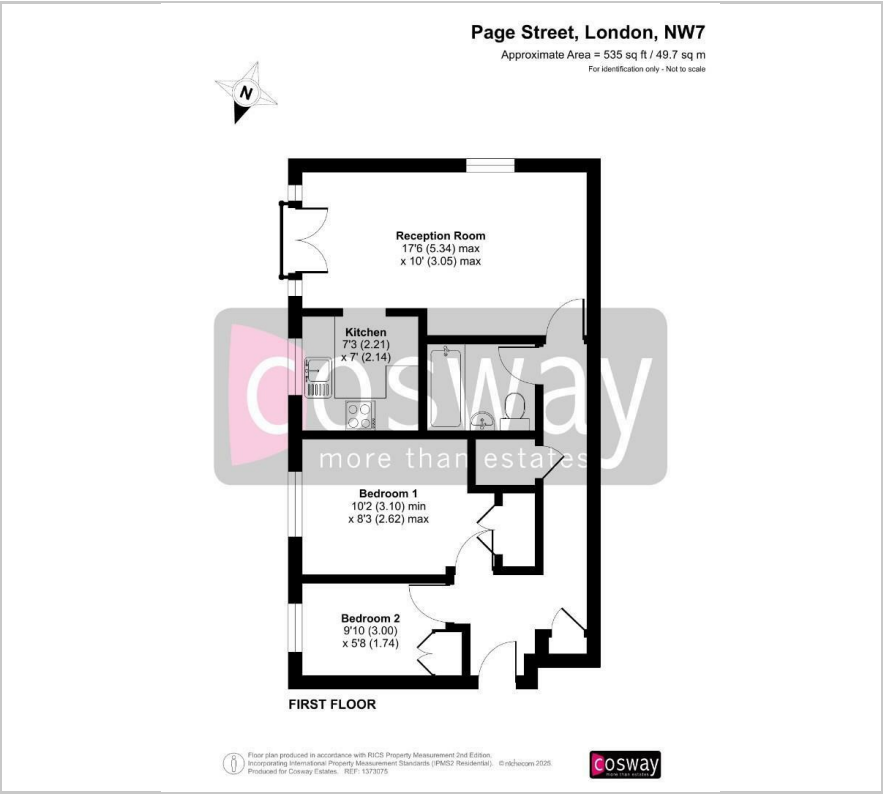 Page Street, London, NW7
Approximate Area = 535 sq ft / 49.7 sq m
For identification only - Not to scale
N
Reception Room
17'6 (5.34) max
x 10' (3.05) max
Kitchen
7'3 (2.21)
x 7' (2.14)
cosway
more than estates
Bedroom 1
10'2 (3.10) min
x 8'3 (2.62) max
Bedroom 2
9'10 (3.00)
x 5'8 (1.74)
FIRST FLOOR
Floor plan produced in accordance with RICS Property Measurement 2nd Edition,
Incorporating International Property Measurement Standards (IPMS2 Residential). © nichecom 2025.
Produced for Cosway Estates. REF: 1373075
cosway
more than estates